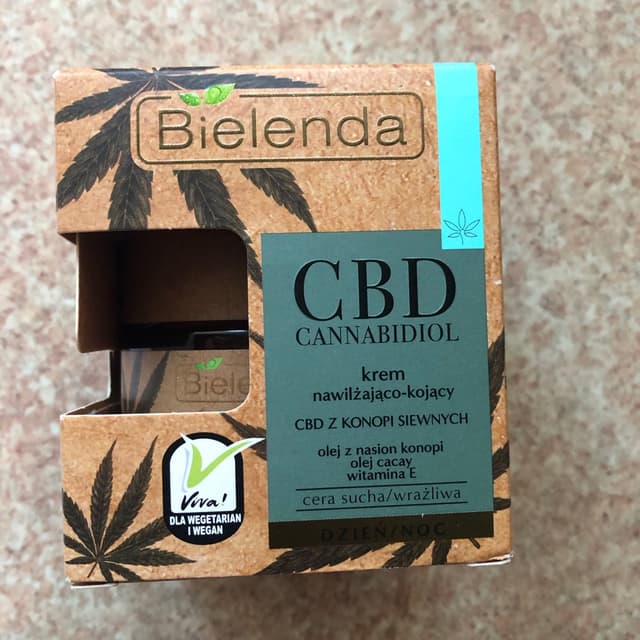 Bielenda
CBD
CANNABIDIOL
krem
nawilżająco-kojący
CBD Z KONOPI SIEWNYCH
olej z nasion konopi
olej cacay
witamina E
cera sucha/wrażliwa
DZIEŃ/NOC
Bielenda
Viva!
DLA WEGETARIAN
I WEGAN